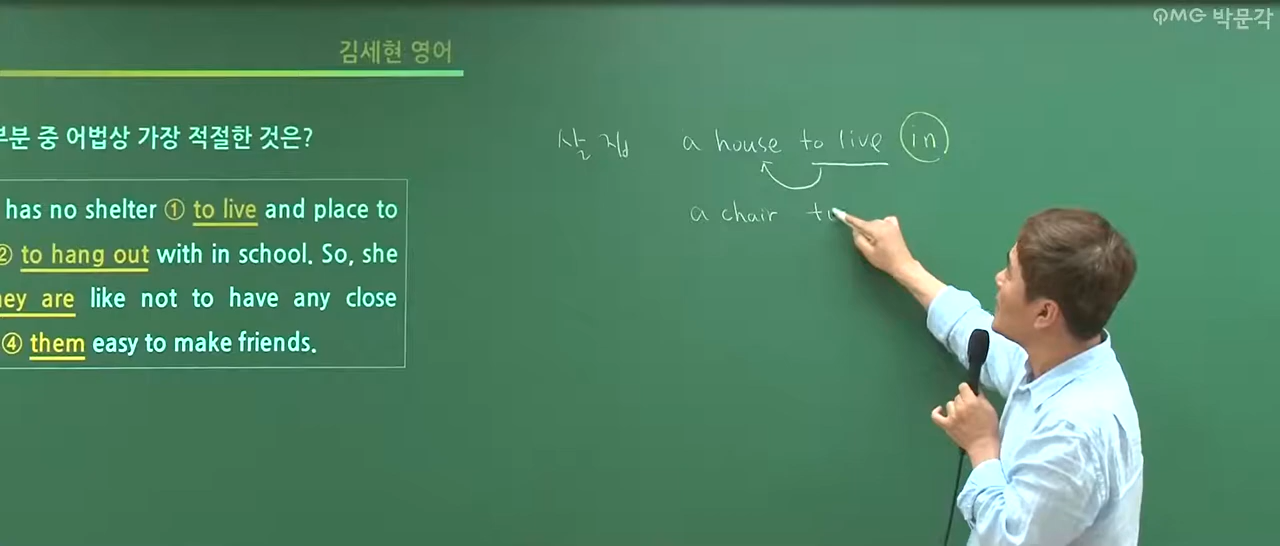 QMG 박문각
김세현 영어
부분 중 어법상 가장 적절한 것은?
has no shelter ① to live and place to
② to hang out with in school. So, she
hey are like not to have any close
④ them easy to make friends.
살 집 a house to live in
a chair to